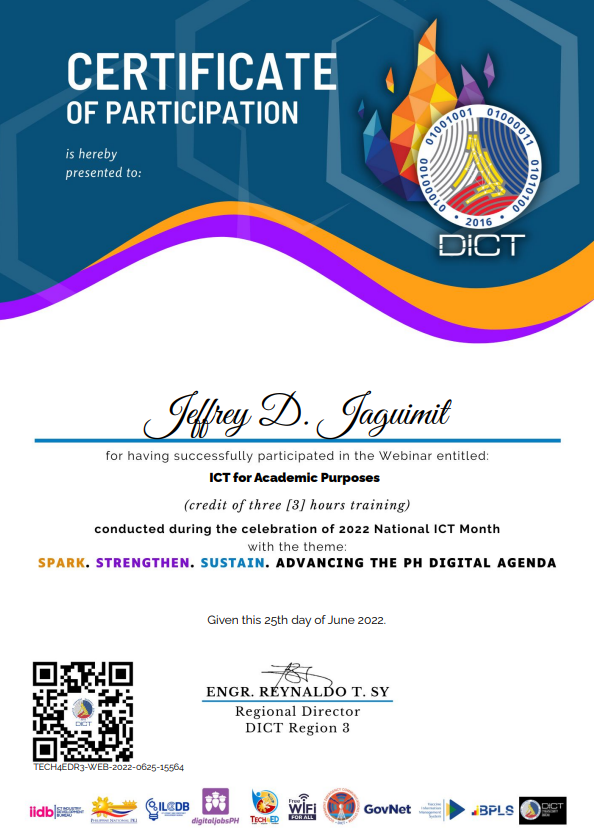 CERTIFICATE
OF PARTICIPATION
is hereby
presented to:
01001001 01000011
01000100 01010100
• 2016 •
DICT
Jeffrey D. Jaguimit
for having successfully participated in the Webinar entitled:
ICT for Academic Purposes
(credit of three [3] hours training)
conducted during the celebration of 2022 National ICT Month
with the theme:
SPARK. STRENGTHEN. SUSTAIN. ADVANCING THE PH DIGITAL AGENDA
Given this 25th day of June 2022.
ENGR. REYNALDO T. SY
Regional Director
DICT Region 3
DICT
TECH4EDR3-WEB-2022-0625-15564
iidb ICT INDUSTRY DEVELOPMENT BUREAU
ILCDB
digitaljobsPH
TECH4ED
Free WiFi FOR ALL
GovNet
BPLS
DICT